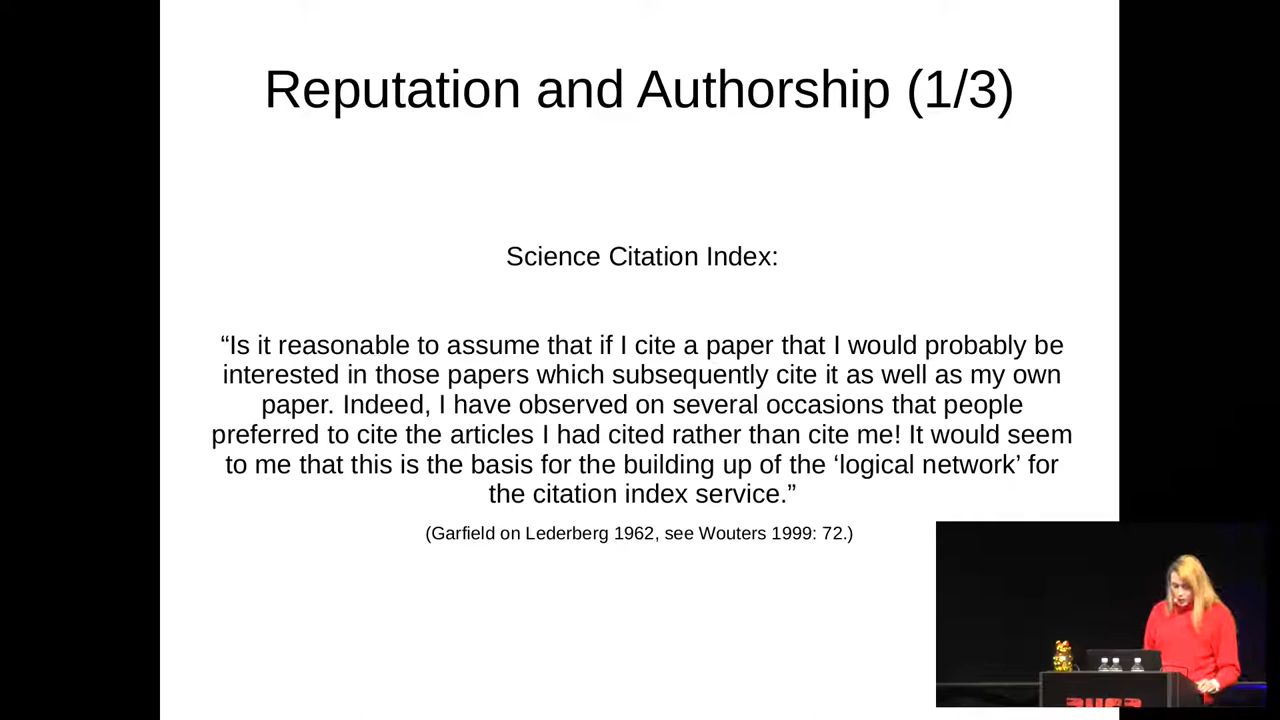 Reputation and Authorship (1/3)
Science Citation Index:
“Is it reasonable to assume that if I cite a paper that I would probably be
interested in those papers which subsequently cite it as well as my own
paper. Indeed, I have observed on several occasions that people
preferred to cite the articles I had cited rather than cite me! It would seem
to me that this is the basis for the building up of the ‘logical network’ for
the citation index service.”
(Garfield on Lederberg 1962, see Wouters 1999: 72.)